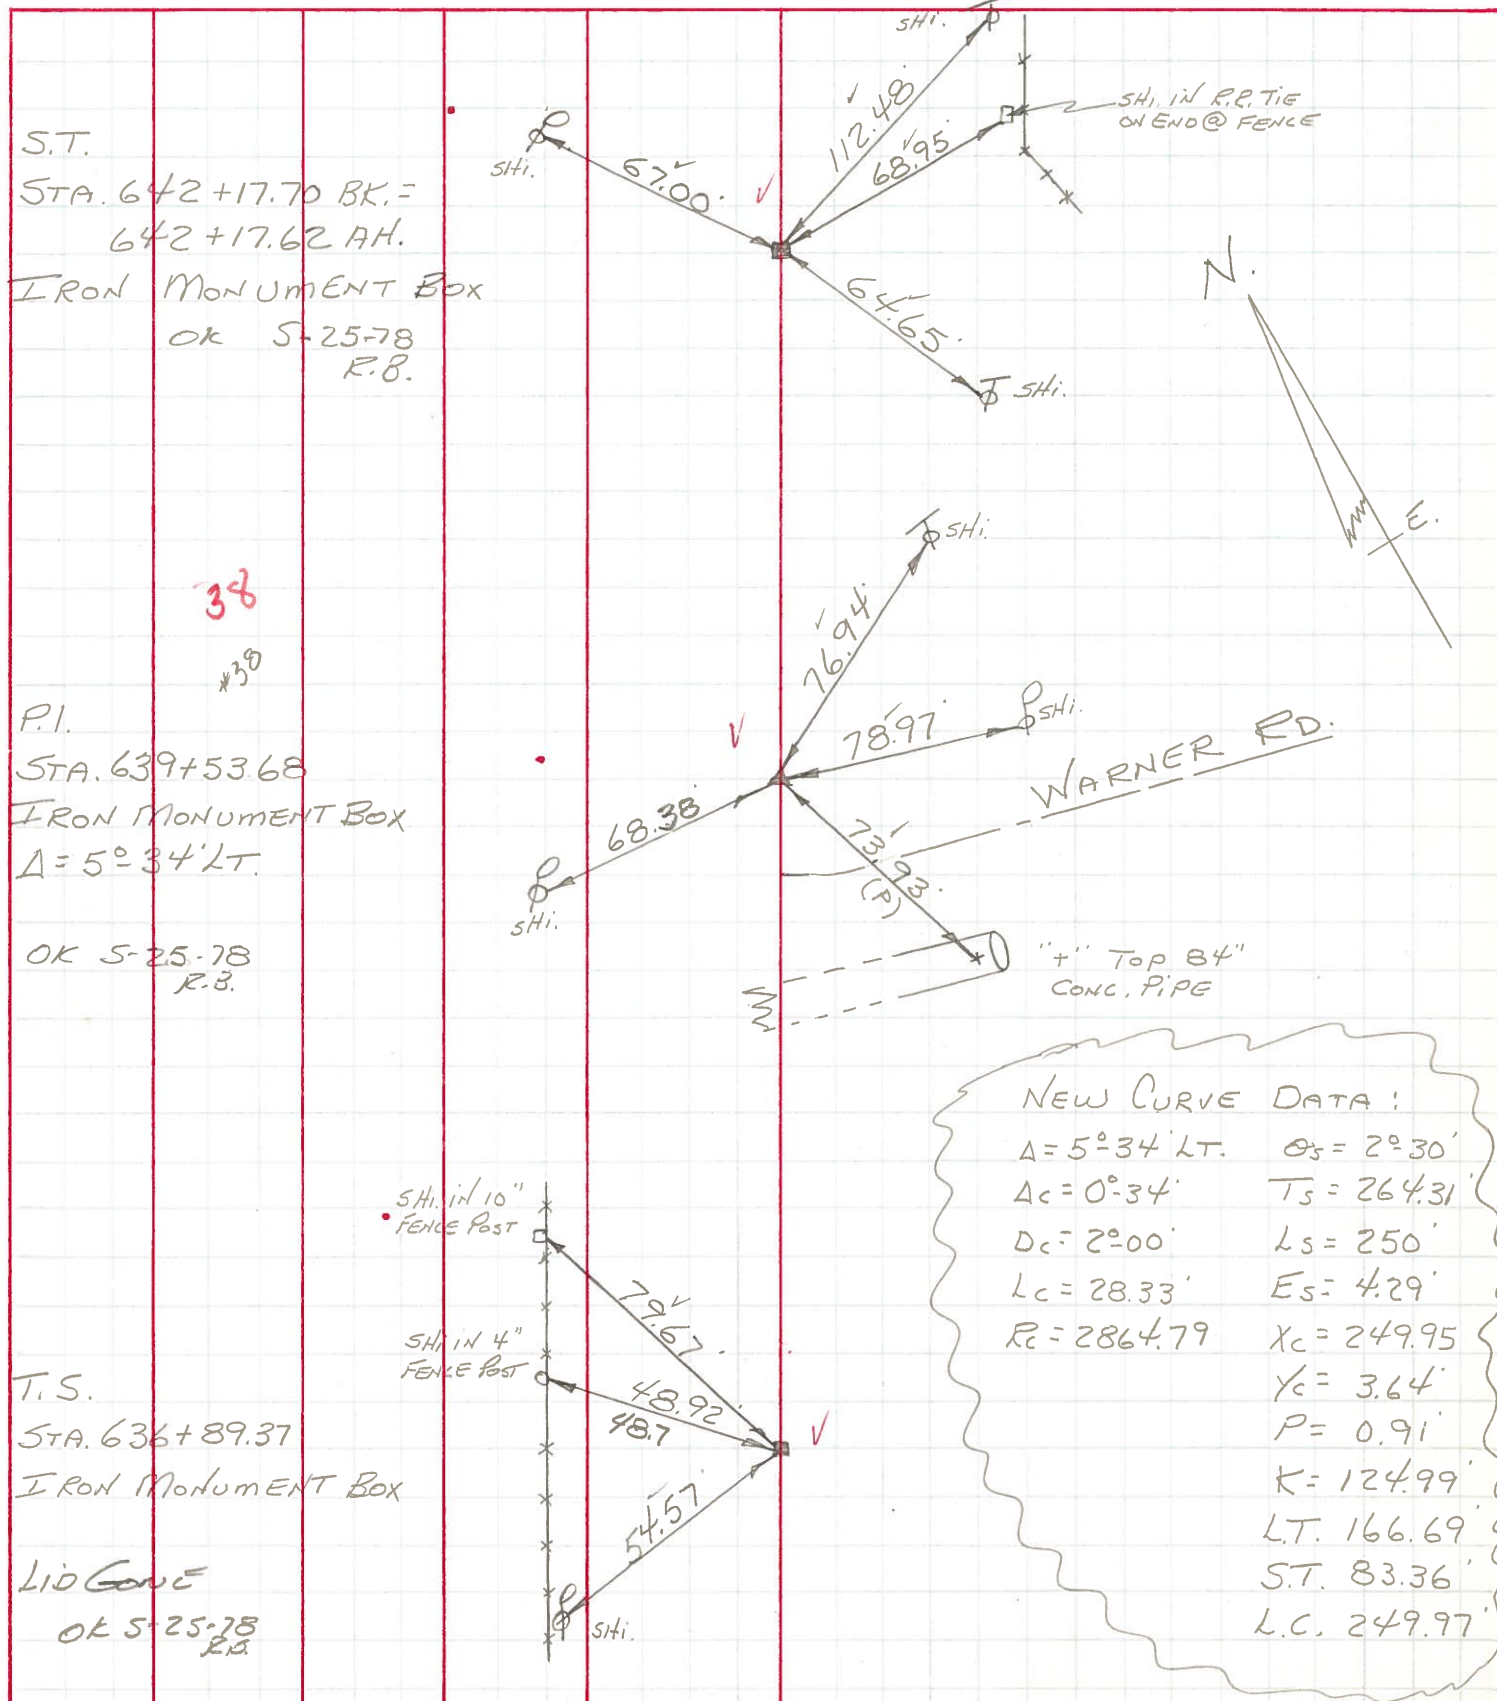 S.T.
STA. 642+17.70 BK.=
642+17.62 AH.
IRON MONUMENT BOX
OK 5-25-78
R.B.
SHI.
SHI.
67.00'
112.48'
68.95'
SHI. IN R.R. TIE
ON END @ FENCE
64.65'
SHI.
N.
E.
38
#38
P.I.
STA. 639+53.68
IRON MONUMENT BOX
Δ=5°34' LT.
OK 5-25-78
R.B.
SHI.
76.94'
78.97'
SHI.
WARNER RD.
68.38'
SHI.
73.93'
(P)
"+" TOP 84"
CONC. PIPE
NEW CURVE DATA:
Δ=5°34' LT. θs=2°30'
Δc=0°34' Ts=264.31'
Dc=2°00' Ls=250'
Lc=28.33' Es=4.29'
Rc=2864.79 Xc=249.95
Yc=3.64'
P=0.91'
K=124.99'
L.T. 166.69'
S.T. 83.36'
L.C. 249.97'
SHI. IN 10"
FENCE POST
79.67'
SHI. IN 4"
FENCE POST
48.92'
48.7
54.57'
SHI.
T.S.
STA. 636+89.37
IRON MONUMENT BOX
LID GONE
OK 5-25-78
R.B.